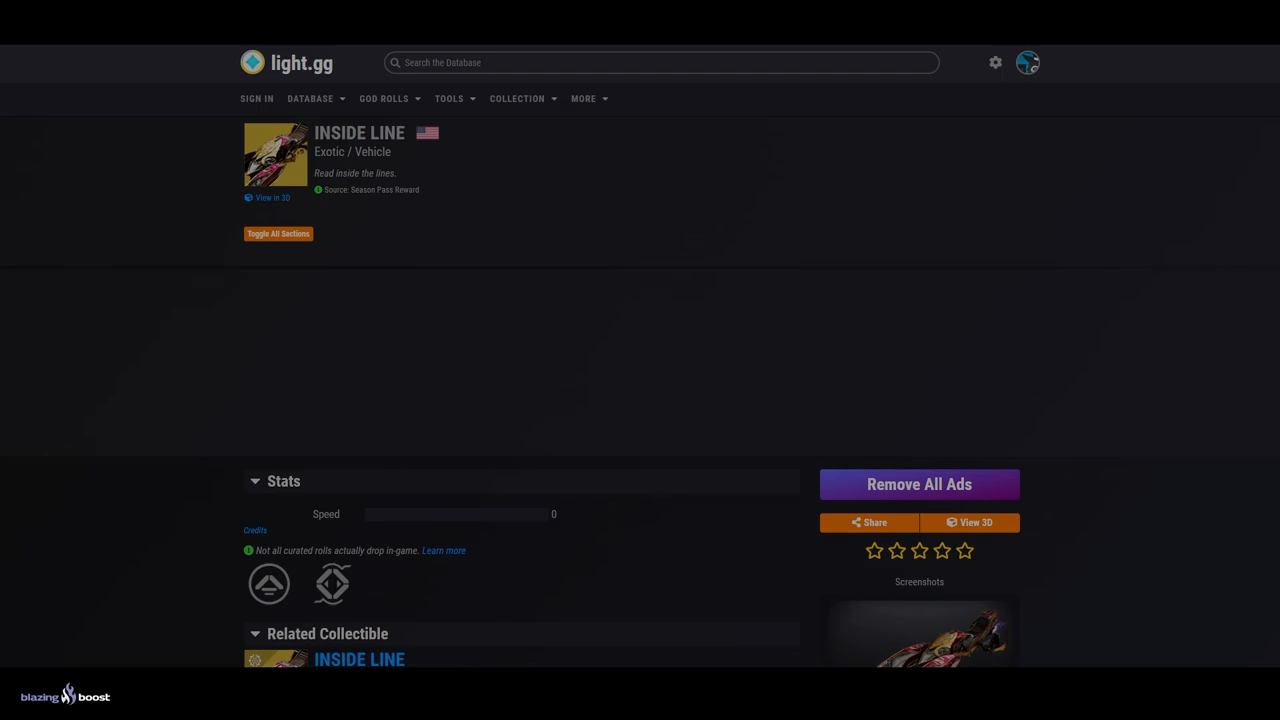 light.gg
Search the Database
SIGN IN DATABASE GOD ROLLS TOOLS COLLECTION MORE
INSIDE LINE
Exotic / Vehicle
Read inside the lines.
Source: Season Pass Reward
View in 3D
Toggle All Sections
Stats
Speed 0
Credits
Not all curated rolls actually drop in-game. Learn more
Related Collectible
INSIDE LINE
Remove All Ads
Share View 3D
Screenshots
blazing boost